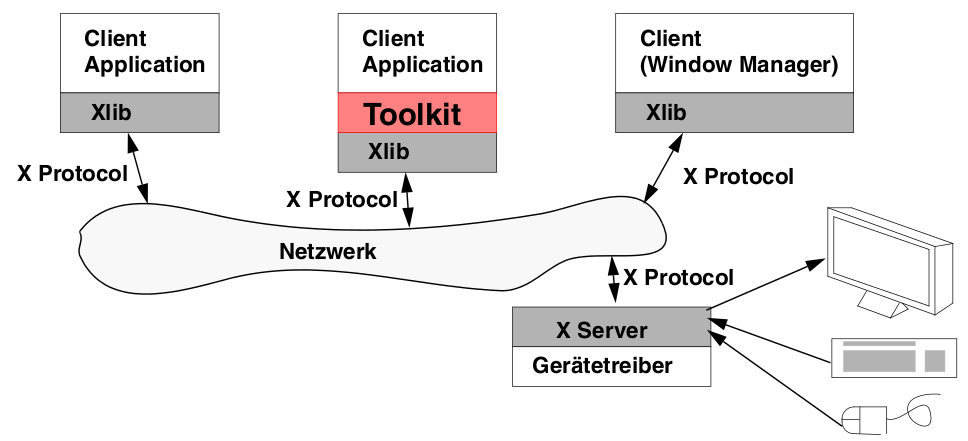 Client
Application
Xlib
Client
Application
Toolkit
Xlib
Client
(Window Manager)
Xlib
X Protocol
X Protocol
X Protocol
Netzwerk
X Protocol
X Server
Gerätetreiber